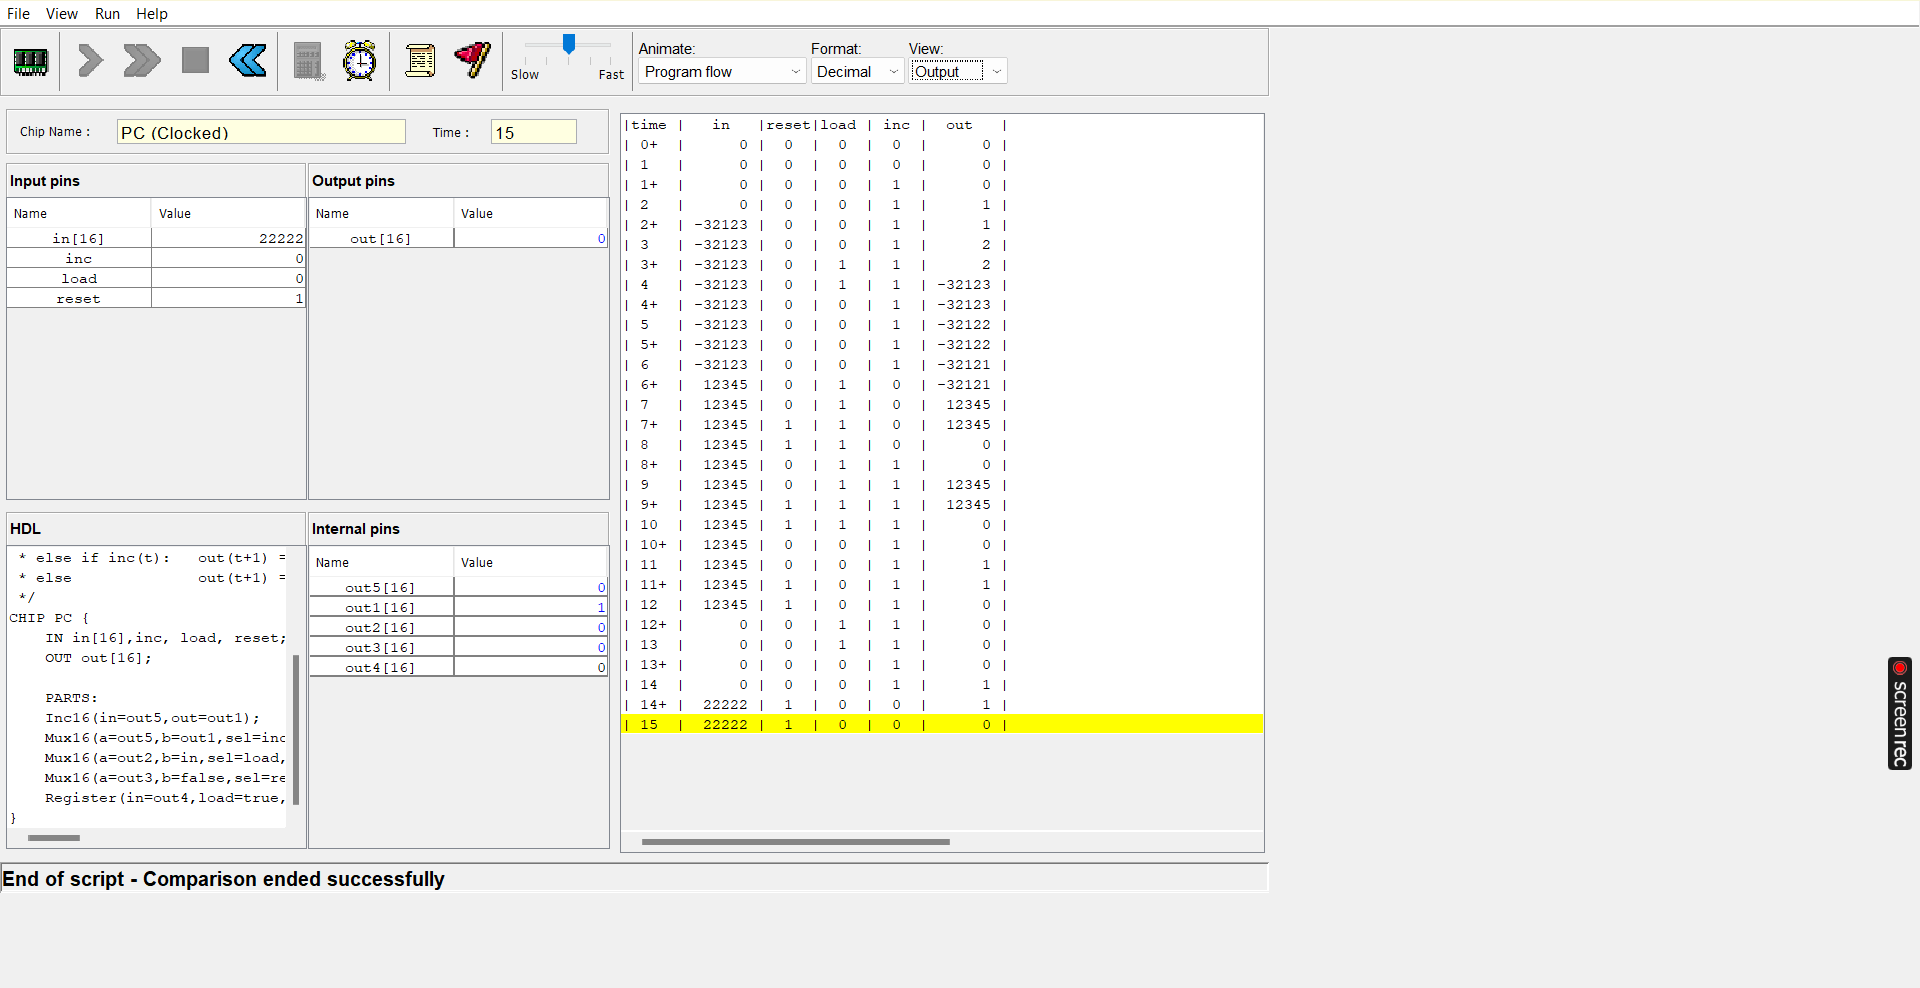 File View Run Help
Animate: Format: View:
Slow Fast Program flow Decimal Output
Chip Name : PC (Clocked) Time : 15
Input pins
Name Value
in[16] 22222
inc 0
load 0
reset 1
Output pins
Name Value
out[16] 0
HDL
* else if inc(t): out(t+1) =
* else out(t+1) =
*/
CHIP PC {
IN in[16],inc, load, reset;
OUT out[16];
PARTS:
Inc16(in=out5,out=out1);
Mux16(a=out5,b=out1,sel=inc
Mux16(a=out2,b=in,sel=load,
Mux16(a=out3,b=false,sel=re
Register(in=out4,load=true,
}
Internal pins
Name Value
out5[16] 0
out1[16] 1
out2[16] 0
out3[16] 0
out4[16] 0
|time | in |reset|load | inc | out |
| 0+ | 0 | 0 | 0 | 0 | 0 |
| 1 | 0 | 0 | 0 | 0 | 0 |
| 1+ | 0 | 0 | 0 | 1 | 0 |
| 2 | 0 | 0 | 0 | 1 | 1 |
| 2+ | -32123 | 0 | 0 | 1 | 1 |
| 3 | -32123 | 0 | 0 | 1 | 2 |
| 3+ | -32123 | 0 | 1 | 1 | 2 |
| 4 | -32123 | 0 | 1 | 1 | -32123 |
| 4+ | -32123 | 0 | 0 | 1 | -32123 |
| 5 | -32123 | 0 | 0 | 1 | -32122 |
| 5+ | -32123 | 0 | 0 | 1 | -32122 |
| 6 | -32123 | 0 | 0 | 1 | -32121 |
| 6+ | 12345 | 0 | 1 | 0 | -32121 |
| 7 | 12345 | 0 | 1 | 0 | 12345 |
| 7+ | 12345 | 1 | 1 | 0 | 12345 |
| 8 | 12345 | 1 | 1 | 0 | 0 |
| 8+ | 12345 | 0 | 1 | 1 | 0 |
| 9 | 12345 | 0 | 1 | 1 | 12345 |
| 9+ | 12345 | 1 | 1 | 1 | 12345 |
| 10 | 12345 | 1 | 1 | 1 | 0 |
| 10+ | 12345 | 0 | 0 | 1 | 0 |
| 11 | 12345 | 0 | 0 | 1 | 1 |
| 11+ | 12345 | 1 | 0 | 1 | 1 |
| 12 | 12345 | 1 | 0 | 1 | 0 |
| 12+ | 0 | 0 | 1 | 1 | 0 |
| 13 | 0 | 0 | 1 | 1 | 0 |
| 13+ | 0 | 0 | 0 | 1 | 0 |
| 14 | 0 | 0 | 0 | 1 | 1 |
| 14+ | 22222 | 1 | 0 | 0 | 1 |
| 15 | 22222 | 1 | 0 | 0 | 0 |
screenrec
End of script - Comparison ended successfully